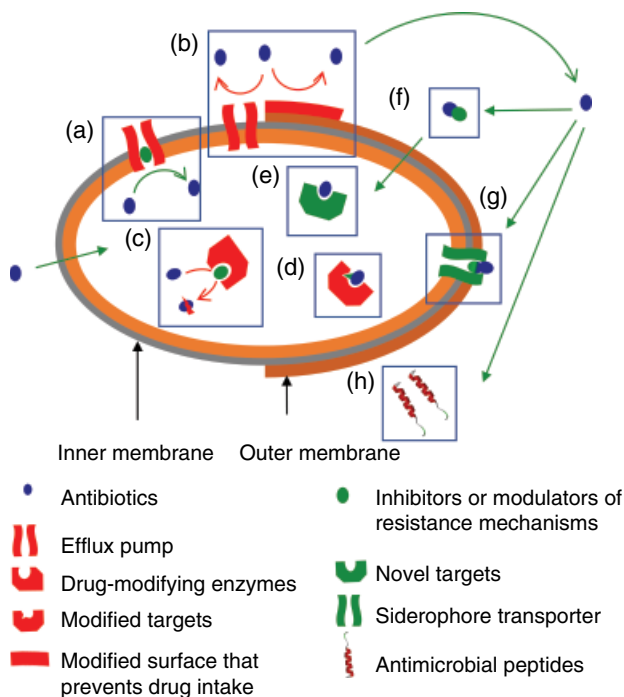 (b)
(f)
(a)
(e)
(g)
(c)
(d)
(h)
Inner membrane
Outer membrane
Antibiotics
Efflux pump
Drug-modifying enzymes
Modified targets
Modified surface that
prevents drug intake
Inhibitors or modulators of
resistance mechanisms
Novel targets
Siderophore transporter
Antimicrobial peptides